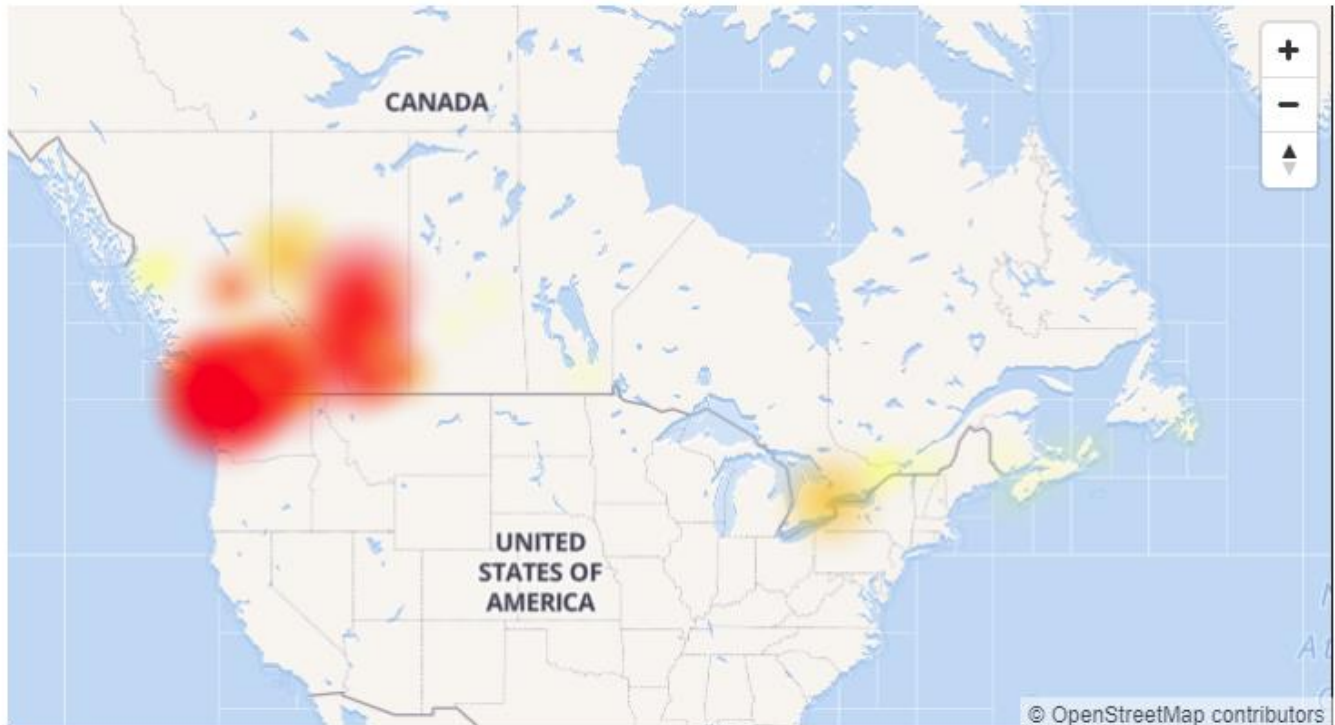 CANADA
+
−
UNITED
STATES OF
AMERICA
© OpenStreetMap contributors